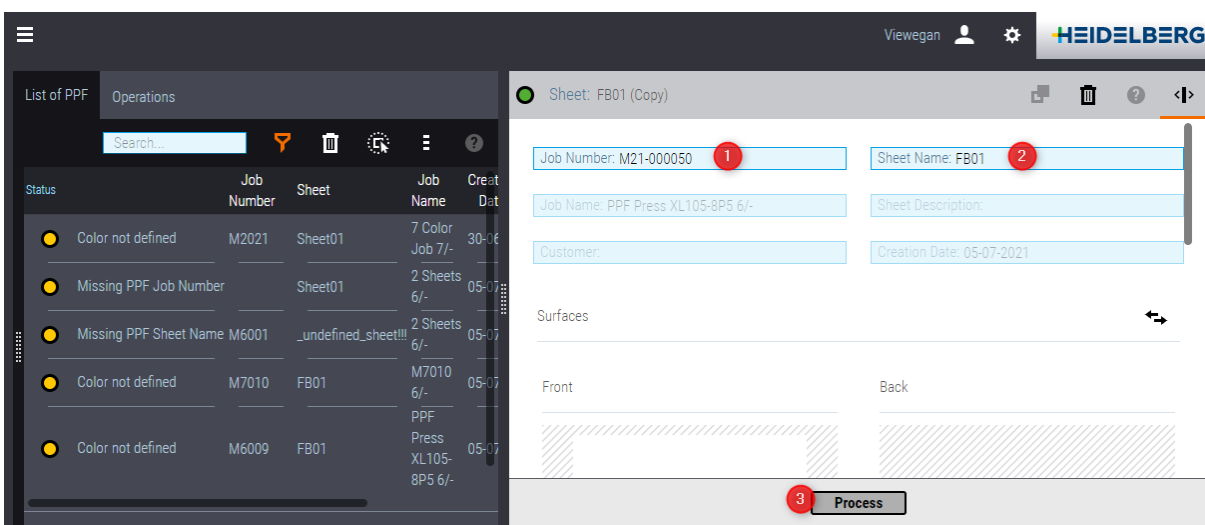 Viewegan HEIDELBERG
List of PPF Operations
Sheet: FB01 (Copy)
Search...
Job Number: M21-000050 1 Sheet Name: FB01 2
Job Name: PPF Press XL105-8P5 6/- Sheet Description:
Customer: Creation Date: 05-07-2021
Surfaces
Front Back
3 Process
Status Job Number Sheet Job Name Creat Dat
Color not defined M2021 Sheet01 7 Color Job 7/- 30-06
Missing PPF Job Number Sheet01 2 Sheets 6/- 05-07
Missing PPF Sheet Name M6001 _undefined_sheet!!! 2 Sheets 6/- 05-07
Color not defined M7010 FB01 M7010 6/- 05-07
Color not defined M6009 FB01 PPF Press XL105-8P5 6/- 05-07